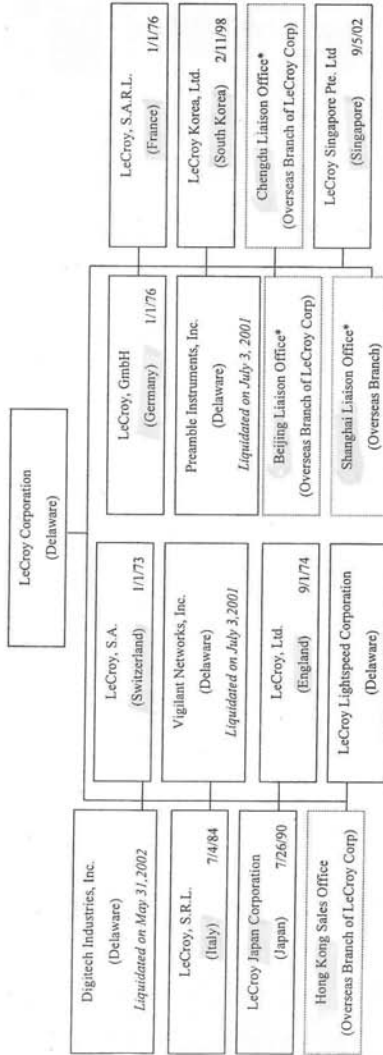 LeCroy Corporation
(Delaware)
Digitech Industries, Inc.
(Delaware)
Liquidated on May 31,2002
LeCroy, S.A.
(Switzerland) 1/1/73
LeCroy, GmbH
(Germany) 1/1/76
LeCroy, S.A.R.L.
(France) 1/1/76
LeCroy, S.R.L.
(Italy) 7/4/84
Vigilant Networks, Inc.
(Delaware)
Liquidated on July 3,2001
Preamble Instruments, Inc.
(Delaware)
Liquidated on July 3, 2001
LeCroy Korea, Ltd.
(South Korea) 2/11/98
LeCroy Japan Corporation
(Japan) 7/26/90
LeCroy, Ltd.
(England) 9/1/74
Beijing Liaison Office*
(Overseas Branch of LeCroy Corp)
Chengdu Liaison Office*
(Overseas Branch of LeCroy Corp)
Hong Kong Sales Office
(Overseas Branch of LeCroy Corp)
LeCroy Lightspeed Corporation
(Delaware)
Shanghai Liaison Office*
(Overseas Branch)
LeCroy Singapore Pte. Ltd
(Singapore) 9/5/02